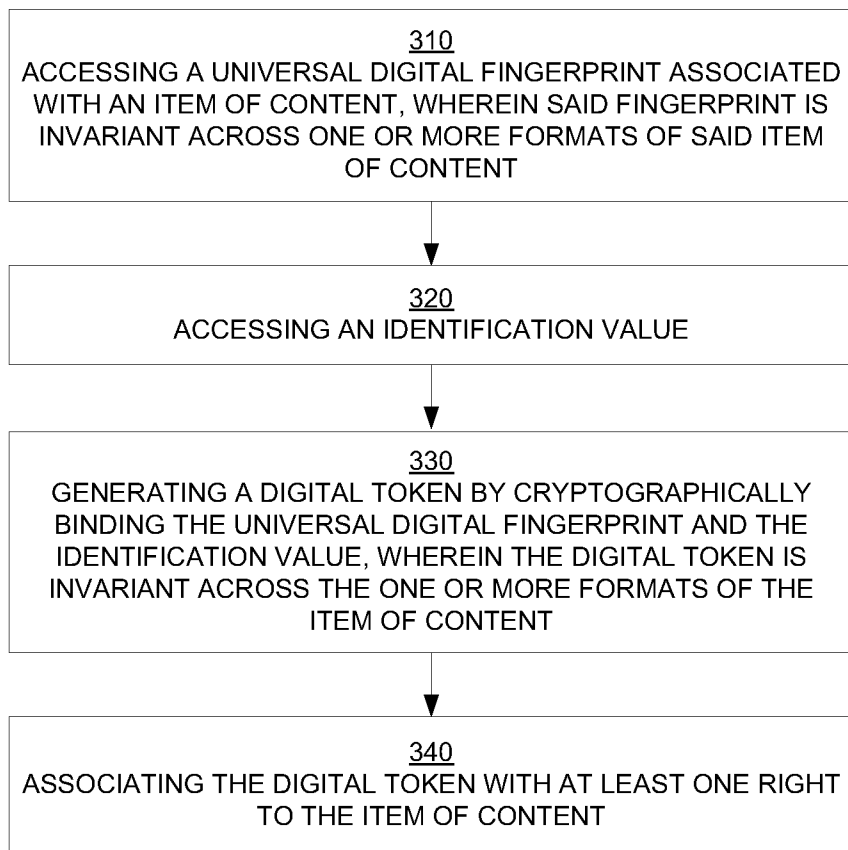 310
ACCESSING A UNIVERSAL DIGITAL FINGERPRINT ASSOCIATED
WITH AN ITEM OF CONTENT, WHEREIN SAID FINGERPRINT IS
INVARIANT ACROSS ONE OR MORE FORMATS OF SAID ITEM
OF CONTENT
320
ACCESSING AN IDENTIFICATION VALUE
330
GENERATING A DIGITAL TOKEN BY CRYPTOGRAPHICALLY
BINDING THE UNIVERSAL DIGITAL FINGERPRINT AND THE
IDENTIFICATION VALUE, WHEREIN THE DIGITAL TOKEN IS
INVARIANT ACROSS THE ONE OR MORE FORMATS OF THE
ITEM OF CONTENT
340
ASSOCIATING THE DIGITAL TOKEN WITH AT LEAST ONE RIGHT
TO THE ITEM OF CONTENT